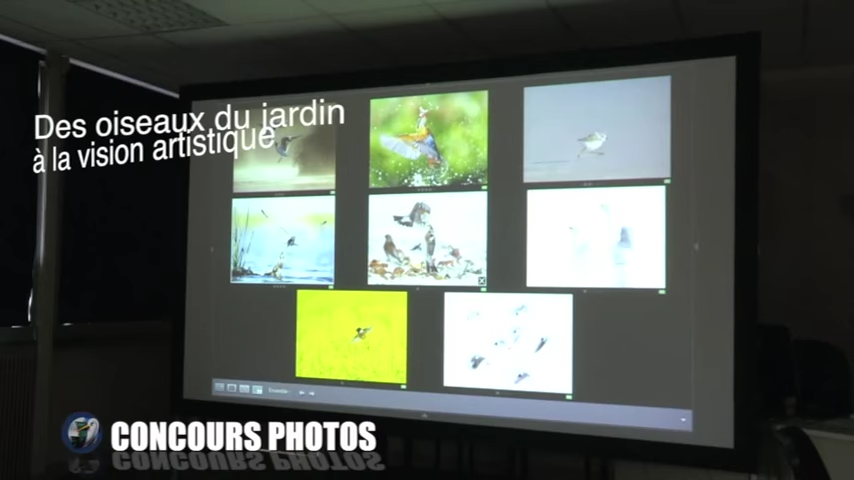 Des oiseaux du jardin
à la vision artistique
CONCOURS PHOTOS